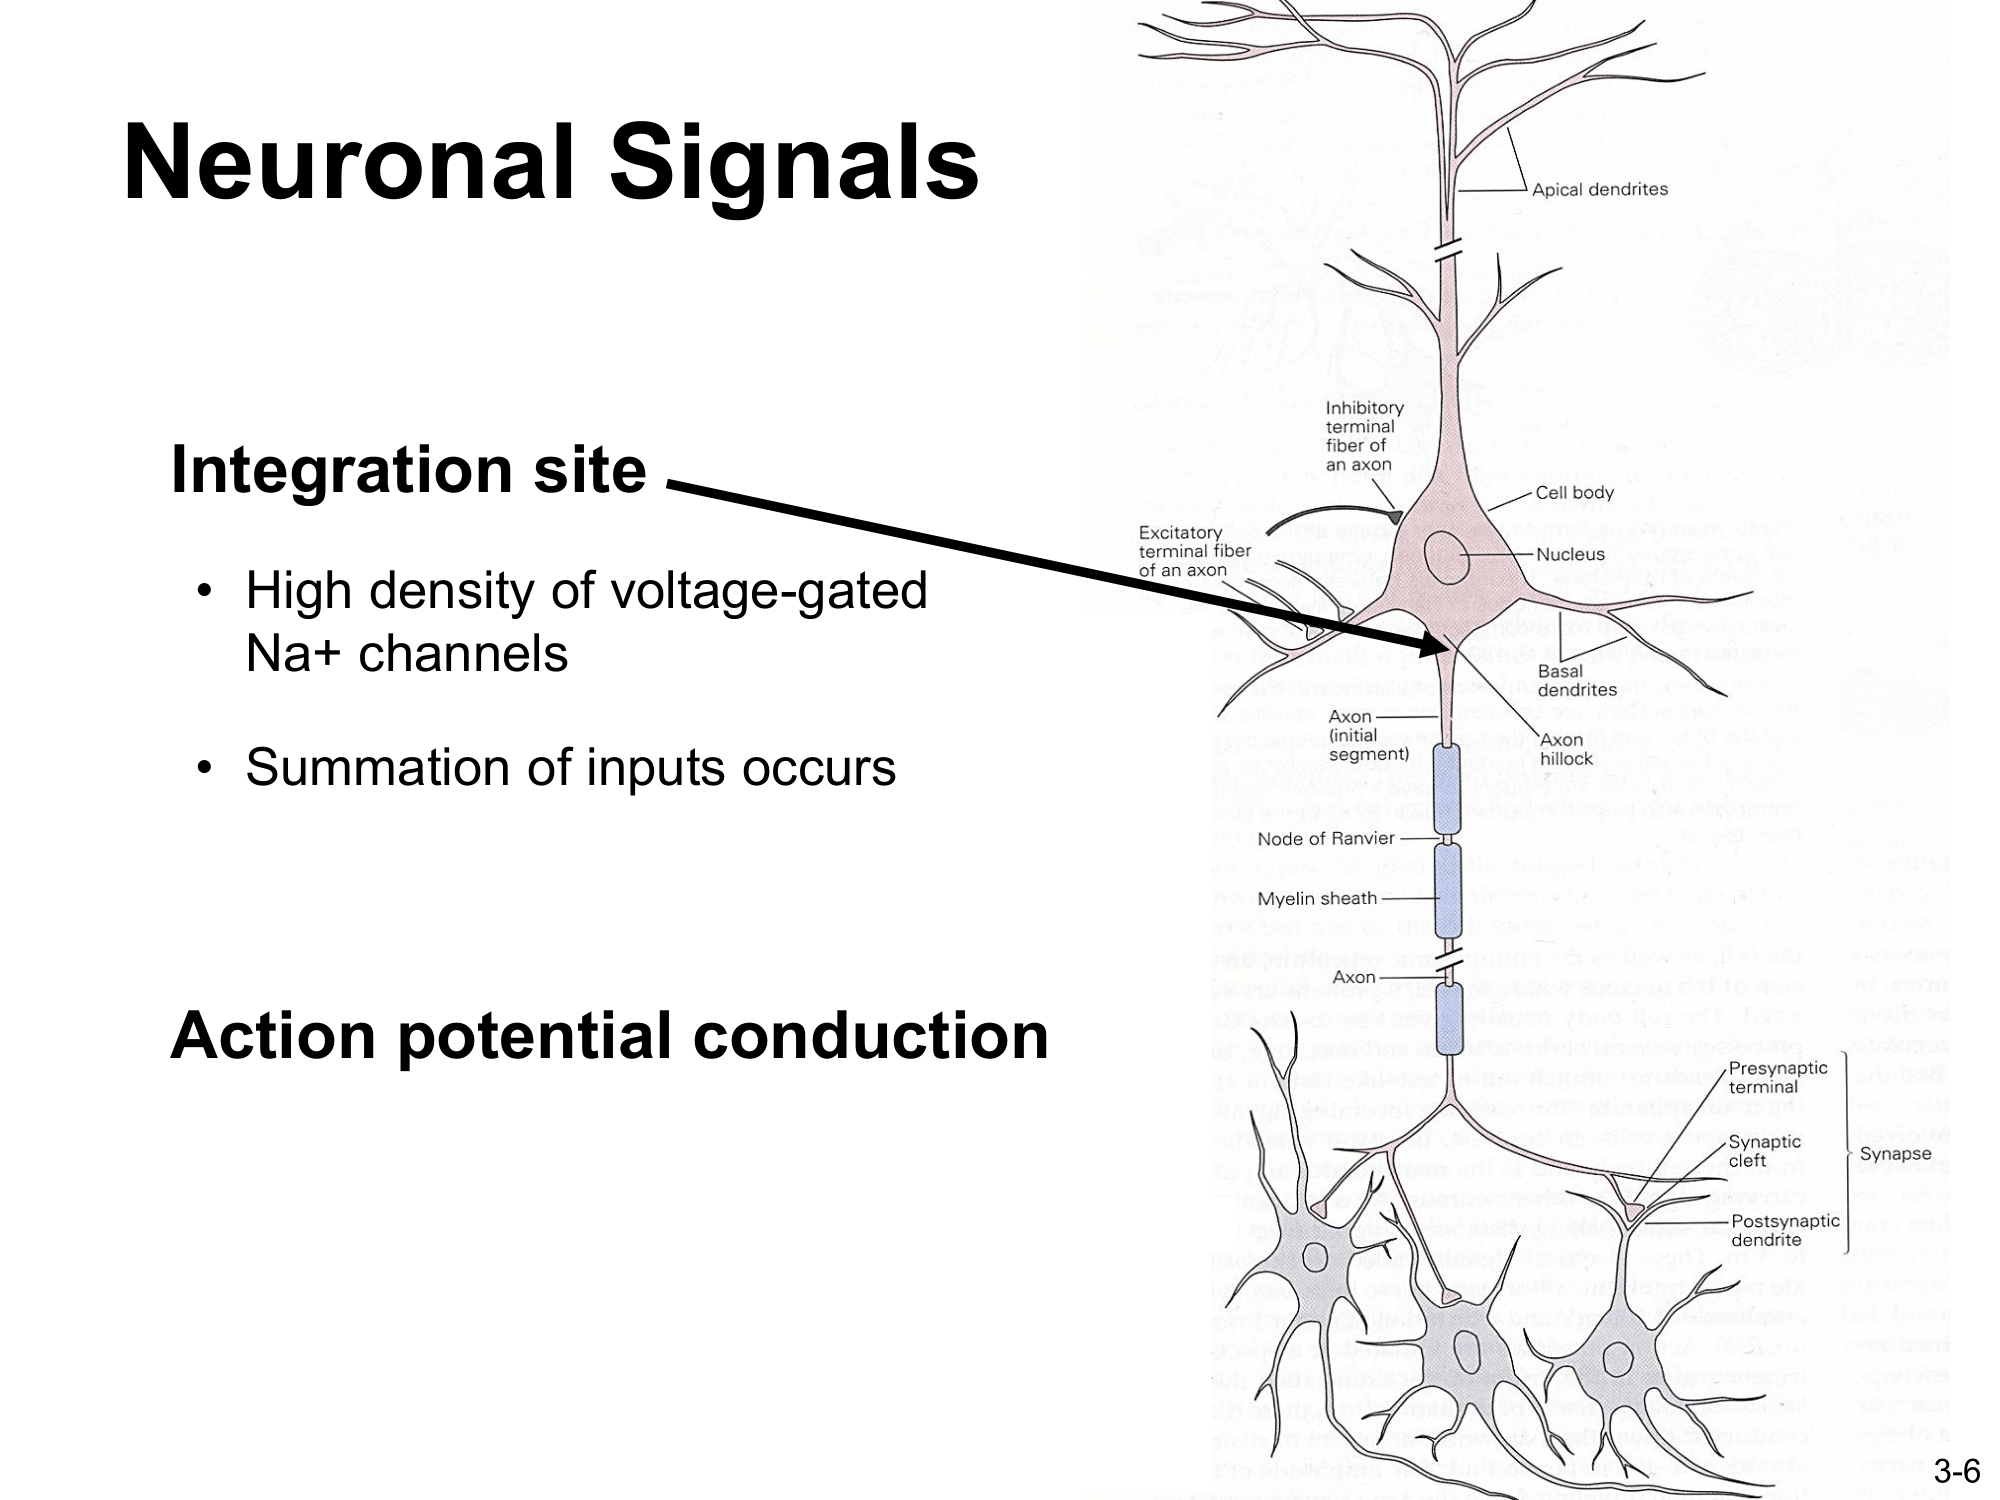 Neuronal Signals
Integration site
• High density of voltage-gated
Na+ channels
• Summation of inputs occurs
Action potential conduction
Apical dendrites
Inhibitory
terminal
fiber of
an axon
Cell body
Excitatory
terminal fiber
of an axon
Nucleus
Basal
dendrites
Axon
(initial
segment)
Axon
hillock
Node of Ranvier
Myelin sheath
Axon
Presynaptic
terminal
Synaptic
cleft
Synapse
Postsynaptic
dendrite
3-6